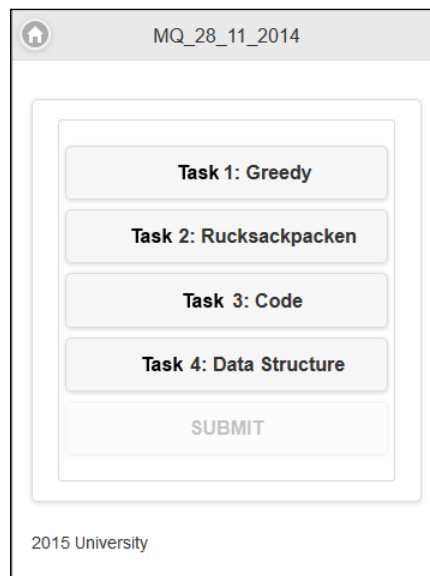 MQ_28_11_2014
Task 1: Greedy
Task 2: Rucksackpacken
Task 3: Code
Task 4: Data Structure
SUBMIT
2015 University